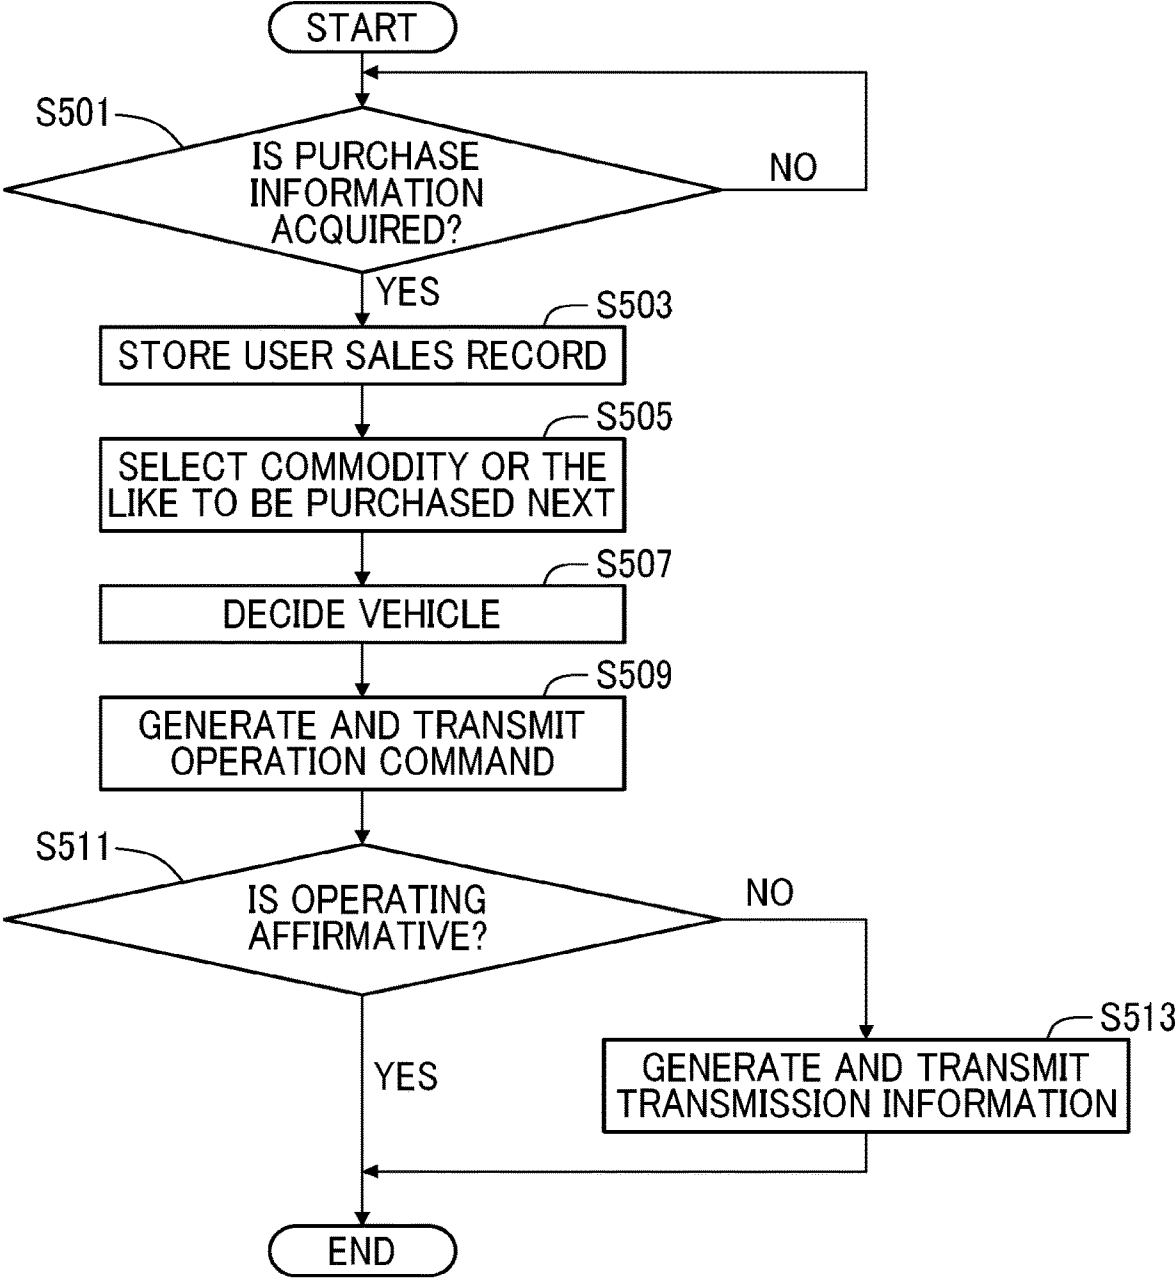 START
S501
IS PURCHASE
INFORMATION
ACQUIRED?
NO
YES
S503
STORE USER SALES RECORD
S505
SELECT COMMODITY OR THE
LIKE TO BE PURCHASED NEXT
S507
DECIDE VEHICLE
S509
GENERATE AND TRANSMIT
OPERATION COMMAND
S511
IS OPERATING
AFFIRMATIVE?
NO
YES
S513
GENERATE AND TRANSMIT
TRANSMISSION INFORMATION
END